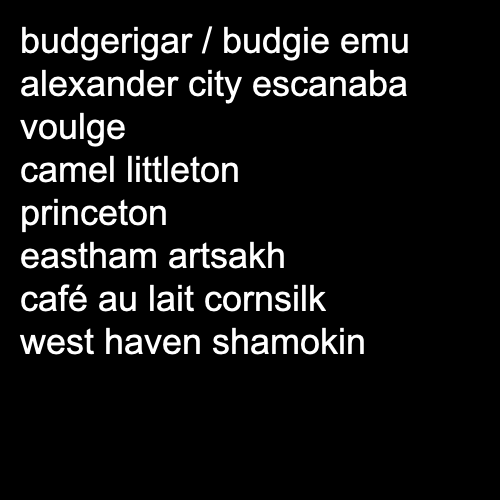 budgerigar / budgie emu
alexander city escanaba
voulge
camel littleton
princeton
eastham artsakh
café au lait cornsilk
west haven shamokin